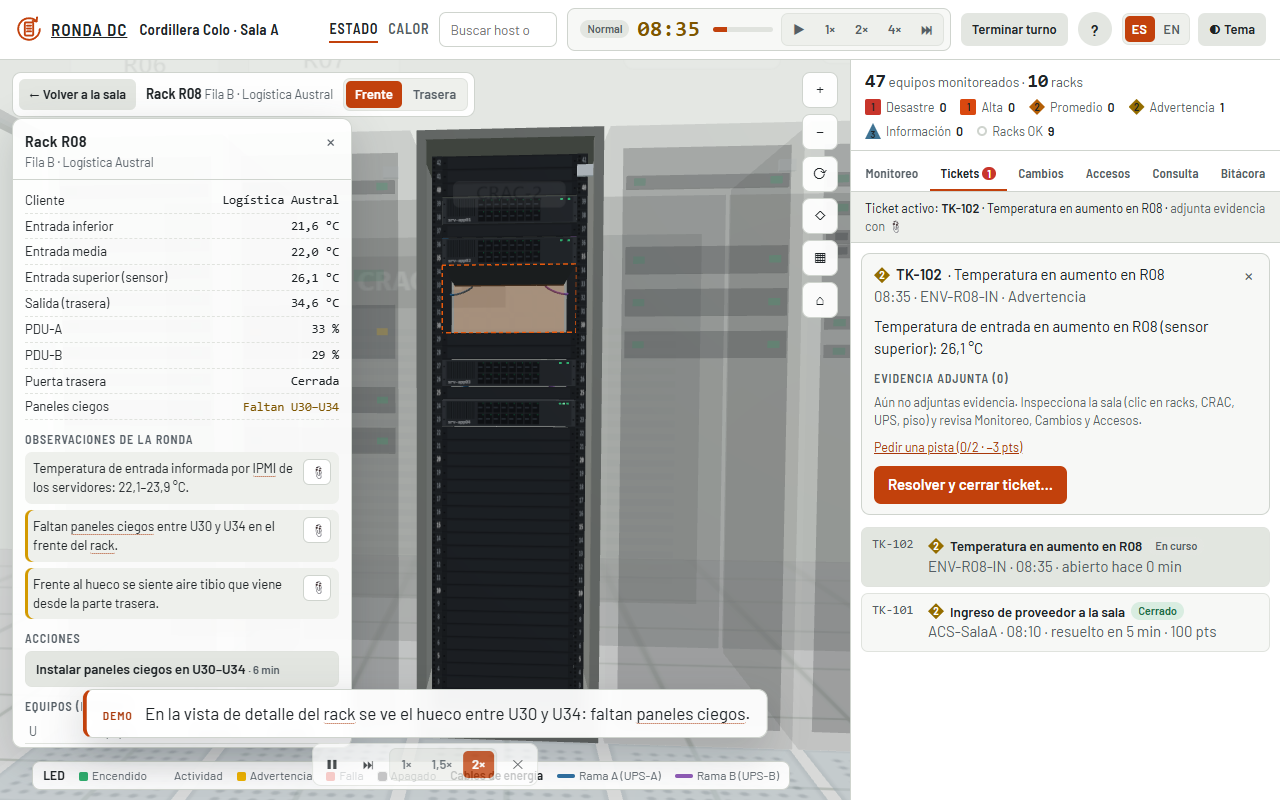 RONDA DC
Cordillera Colo · Sala A
ESTADO CALOR
Buscar host o
Normal 08:35
1× 2× 4×
Terminar turno
?
ES EN
Tema
R06 R07
← Volver a la sala
Rack R08 Fila B · Logística Austral
Frente Trasera
Rack R08
×
Fila B · Logística Austral
Cliente Logística Austral
Entrada inferior 21,6 °C
Entrada media 22,0 °C
Entrada superior (sensor) 26,1 °C
Salida (trasera) 34,6 °C
PDU-A 33 %
PDU-B 29 %
Puerta trasera Cerrada
Paneles ciegos Faltan U30–U34
OBSERVACIONES DE LA RONDA
Temperatura de entrada informada por IPMI de
los servidores: 22,1–23,9 °C.
Faltan paneles ciegos entre U30 y U34 en el
frente del rack.
Frente al hueco se siente aire tibio que viene
desde la parte trasera.
ACCIONES
Instalar paneles ciegos en U30–U34 · 6 min
EQUIPOS
U
CRAC-2
CRAC
+
−
DEMO En la vista de detalle del rack se ve el hueco entre U30 y U34: faltan paneles ciegos.
1× 1,5× 2× ×
LED Encendido Actividad Advertencia Falla Apagado Cables de energía Rama A (UPS-A) Rama B (UPS-B)
47 equipos monitoreados · 10 racks
1 Desastre 0 1 Alta 0 2 Promedio 0 2 Advertencia 1
3 Información 0 Racks OK 9
Monitoreo Tickets 1 Cambios Accesos Consulta Bitácora
Ticket activo: TK-102 · Temperatura en aumento en R08 · adjunta evidencia
con
2 TK-102 · Temperatura en aumento en R08 ×
08:35 · ENV-R08-IN · Advertencia
Temperatura de entrada en aumento en R08 (sensor
superior): 26,1 °C
EVIDENCIA ADJUNTA (0)
Aún no adjuntas evidencia. Inspecciona la sala (clic en racks, CRAC,
UPS, piso) y revisa Monitoreo, Cambios y Accesos.
Pedir una pista (0/2 · −3 pts)
Resolver y cerrar ticket…
TK-102 2 Temperatura en aumento en R08 En curso
ENV-R08-IN · 08:35 · abierto hace 0 min
TK-101 2 Ingreso de proveedor a la sala Cerrado
ACS-SalaA · 08:10 · resuelto en 5 min · 100 pts